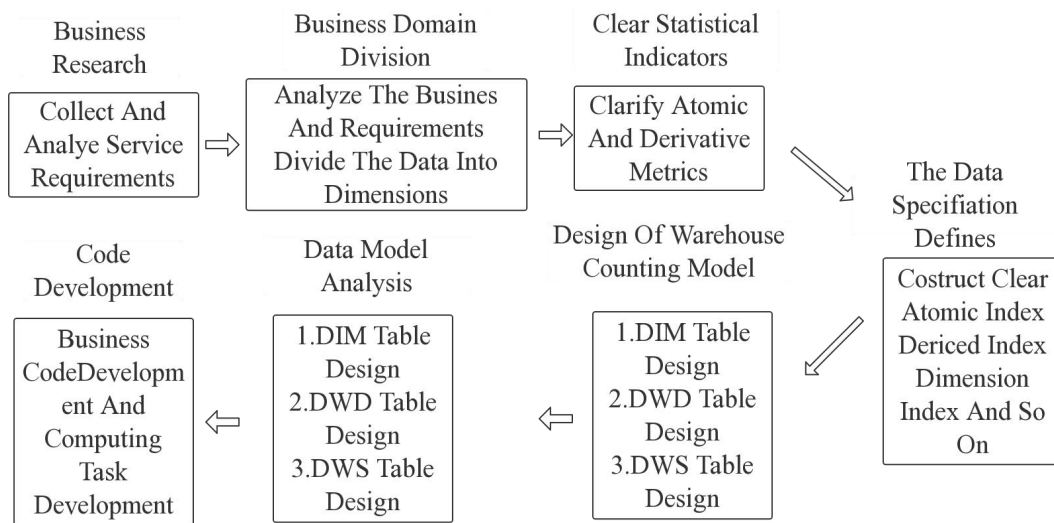 Business
Research
Collect And
Analye Service
Requirements
Business Domain
Division
Analyze The Busines
And Requirements
Divide The Data Into
Dimensions
Clear Statistical
Indicators
Clarify Atomic
And Derivative
Metrics
The Data
Specifiation
Defines
Costruct Clear
Atomic Index
Dericed Index
Dimension
Index And So
On
Design Of Warehouse
Counting Model
1.DIM Table
Design
2.DWD Table
Design
3.DWS Table
Design
Data Model
Analysis
1.DIM Table
Design
2.DWD Table
Design
3.DWS Table
Design
Code
Development
Business
CodeDevelopm
ent And
Computing
Task
Development